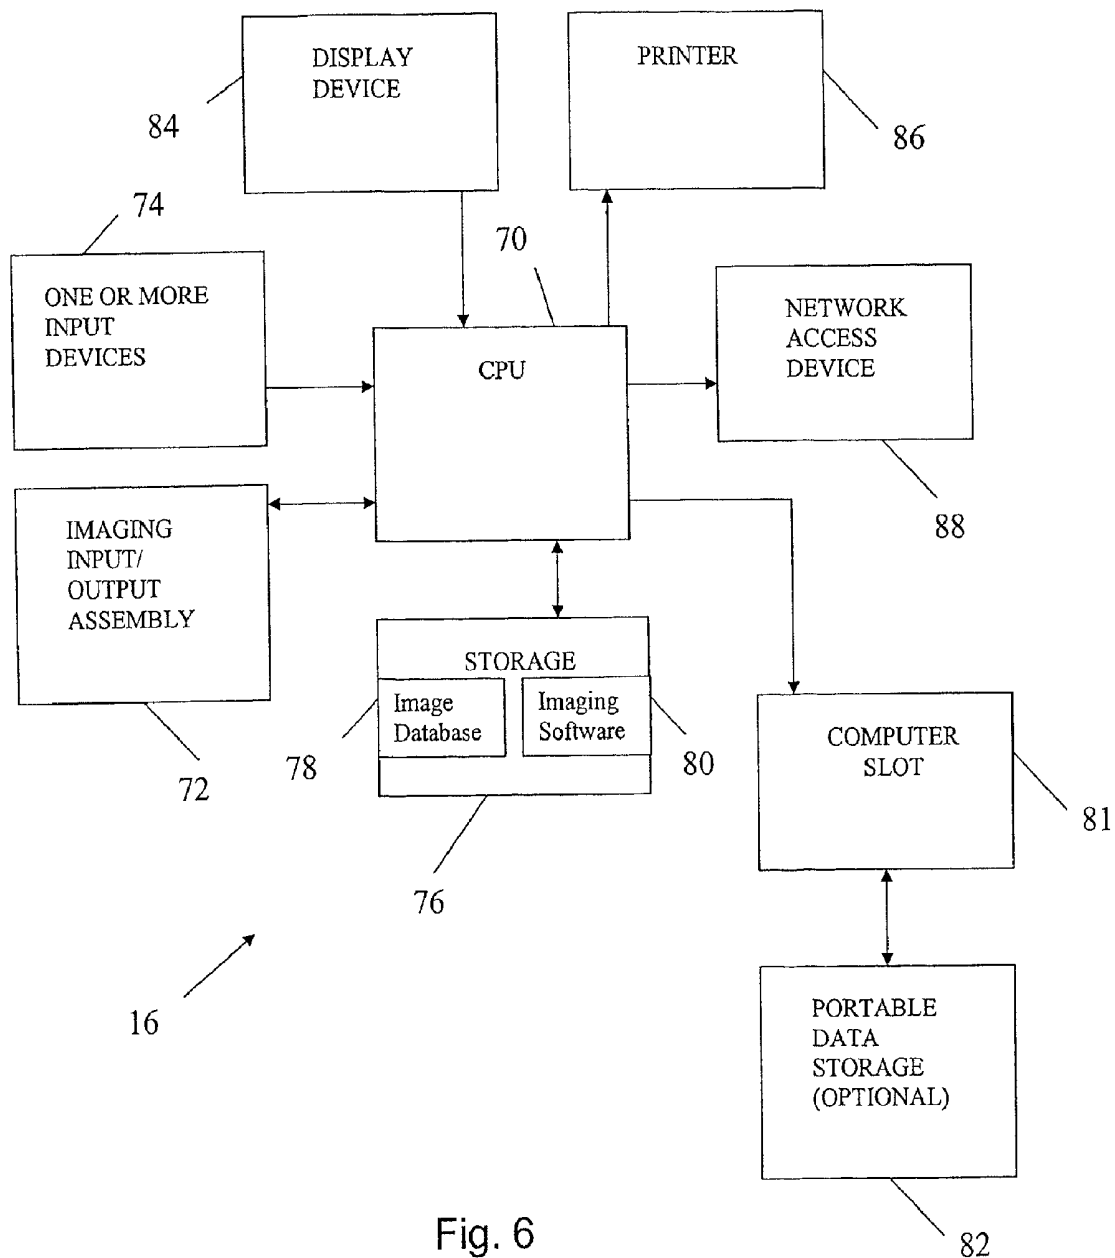 DISPLAY
DEVICE
84
PRINTER
86
74
ONE OR MORE
INPUT
DEVICES
70
CPU
NETWORK
ACCESS
DEVICE
88
IMAGING
INPUT/
OUTPUT
ASSEMBLY
72
STORAGE
Image
Database
Imaging
Software
78
80
76
COMPUTER
SLOT
81
16
PORTABLE
DATA
STORAGE
(OPTIONAL)
82
Fig. 6